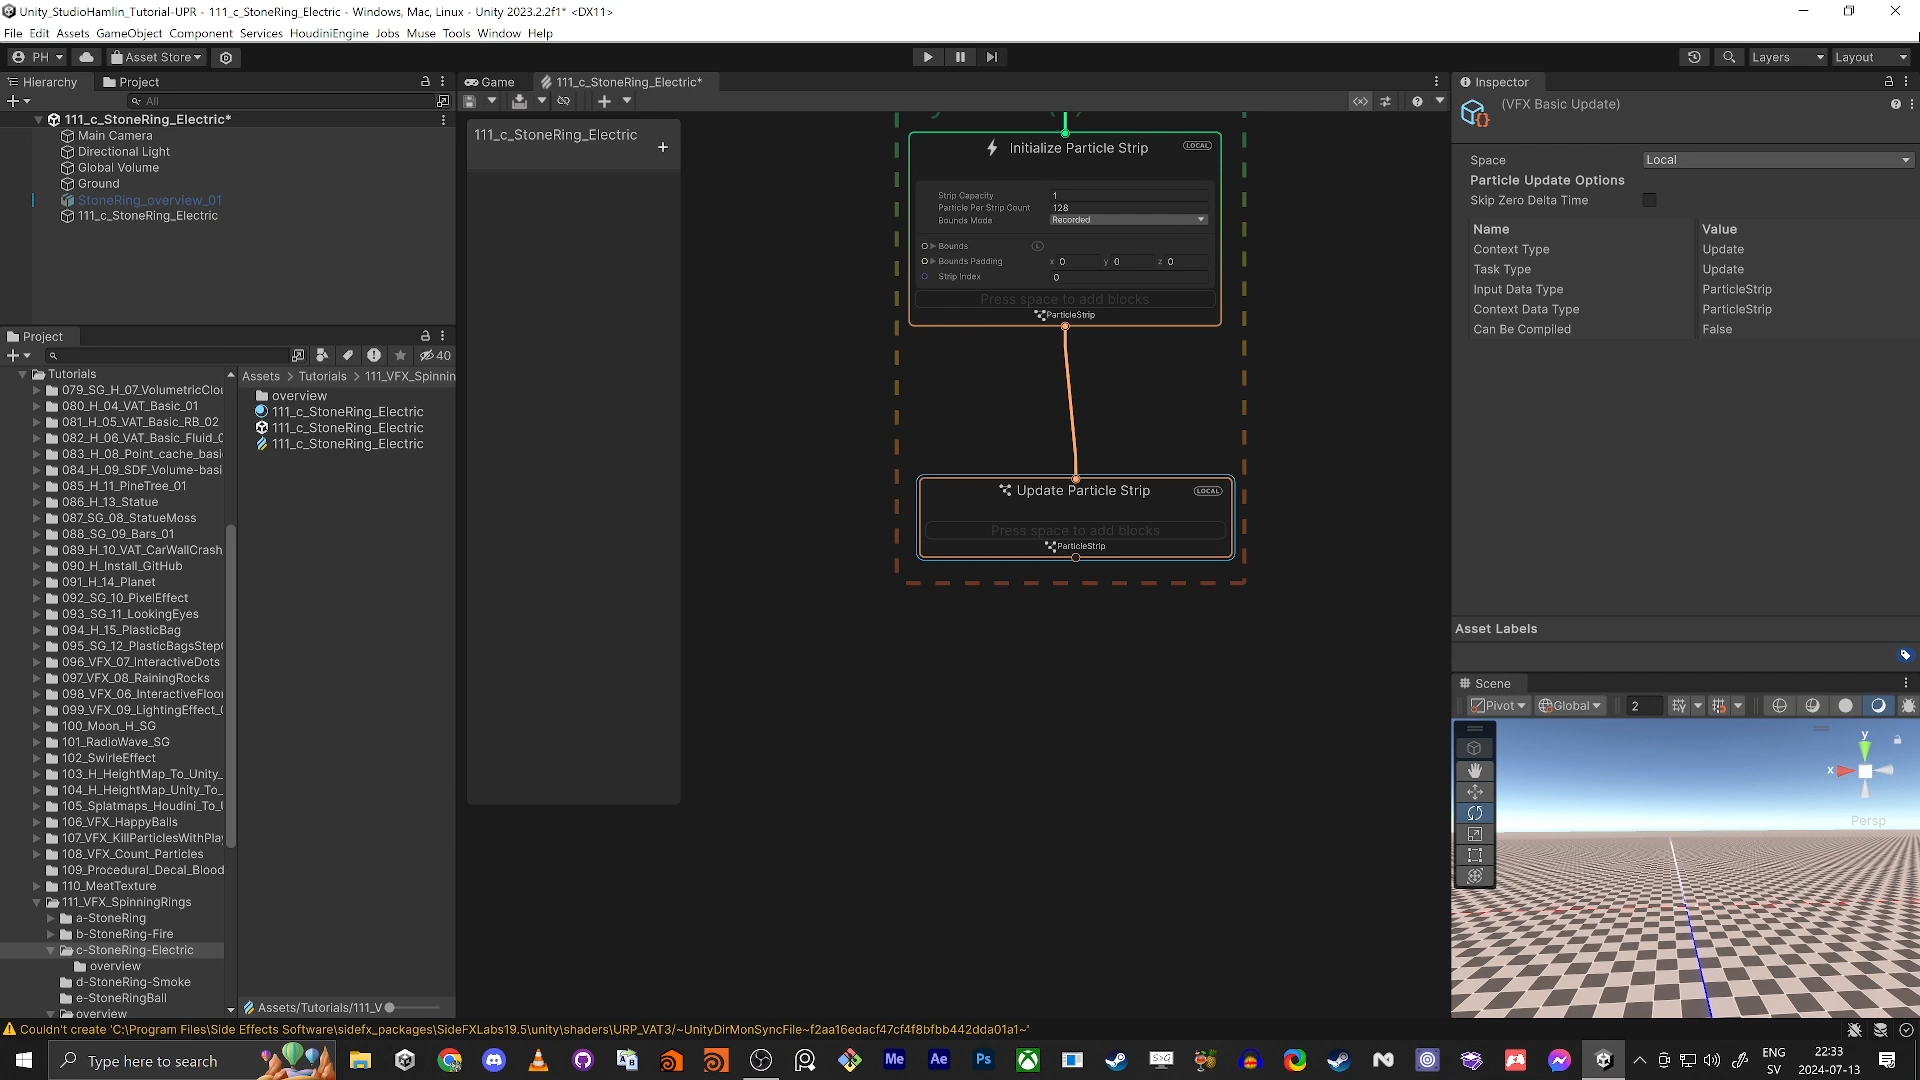 Unity_StudioHamlin_Tutorial-UPR - 111_c_StoneRing_Electric - Windows, Mac, Linux - Unity 2023.2.2f1* <DX11>
File Edit Assets GameObject Component Services HoudiniEngine Jobs Muse Tools Window Help
PH Asset Store Layers Layout
Hierarchy Project
All
111_c_StoneRing_Electric*
Main Camera
Directional Light
Global Volume
Ground
StoneRing_overview_01
111_c_StoneRing_Electric
Project
40
Tutorials
079_SG_H_07_VolumetricClou
080_H_04_VAT_Basic_01
081_H_05_VAT_Basic_RB_02
082_H_06_VAT_Basic_Fluid_0
083_H_08_Point_cache_basi
084_H_09_SDF_Volume-basi
085_H_11_PineTree_01
086_H_13_Statue
087_SG_08_StatueMoss
088_SG_09_Bars_01
089_H_10_VAT_CarWallCrash
090_H_Install_GitHub
091_H_14_Planet
092_SG_10_PixelEffect
093_SG_11_LookingEyes
094_H_15_PlasticBag
095_SG_12_PlasticBagsStep
096_VFX_07_InteractiveDots
097_VFX_08_RainingRocks
098_VFX_06_InteractiveFloor
099_VFX_09_LightingEffect_
100_Moon_H_SG
101_RadioWave_SG
102_SwirleEffect
103_H_HeightMap_To_Unity_
104_H_HeightMap_Unity_To_
105_Splatmaps_Houdini_To_
106_VFX_HappyBalls
107_VFX_KillParticlesWithPla
108_VFX_Count_Particles
109_Procedural_Decal_Blood
110_MeatTexture
111_VFX_SpinningRings
a-StoneRing
b-StoneRing-Fire
c-StoneRing-Electric
overview
d-StoneRing-Smoke
e-StoneRingBall
overview
Assets > Tutorials > 111_VFX_Spinnin
overview
111_c_StoneRing_Electric
111_c_StoneRing_Electric
111_c_StoneRing_Electric
Assets/Tutorials/111_V
Game 111_c_StoneRing_Electric*
111_c_StoneRing_Electric
Initialize Particle Strip LOCAL
Strip Capacity 1
Particle Per Strip Count 128
Bounds Mode Recorded
Bounds L
Bounds Padding x 0 y 0 z 0
Strip Index 0
Press space to add blocks
ParticleStrip
Update Particle Strip LOCAL
Press space to add blocks
ParticleStrip
Inspector
(VFX Basic Update)
Space Local
Particle Update Options
Skip Zero Delta Time
Name Value
Context Type Update
Task Type Update
Input Data Type ParticleStrip
Context Data Type ParticleStrip
Can Be Compiled False
Asset Labels
Scene
Pivot Global 2
y
x
Persp
Couldn't create 'C:\Program Files\Side Effects Software\sidefx_packages\SideFXLabs19.5\unity\shaders\URP_VAT3/~UnityDirMonSyncFile~f2aa16edacf47cf4f8bfbb442dda01a1~'
Type here to search
Me Ae Ps
ENG 22:33
SV 2024-07-13